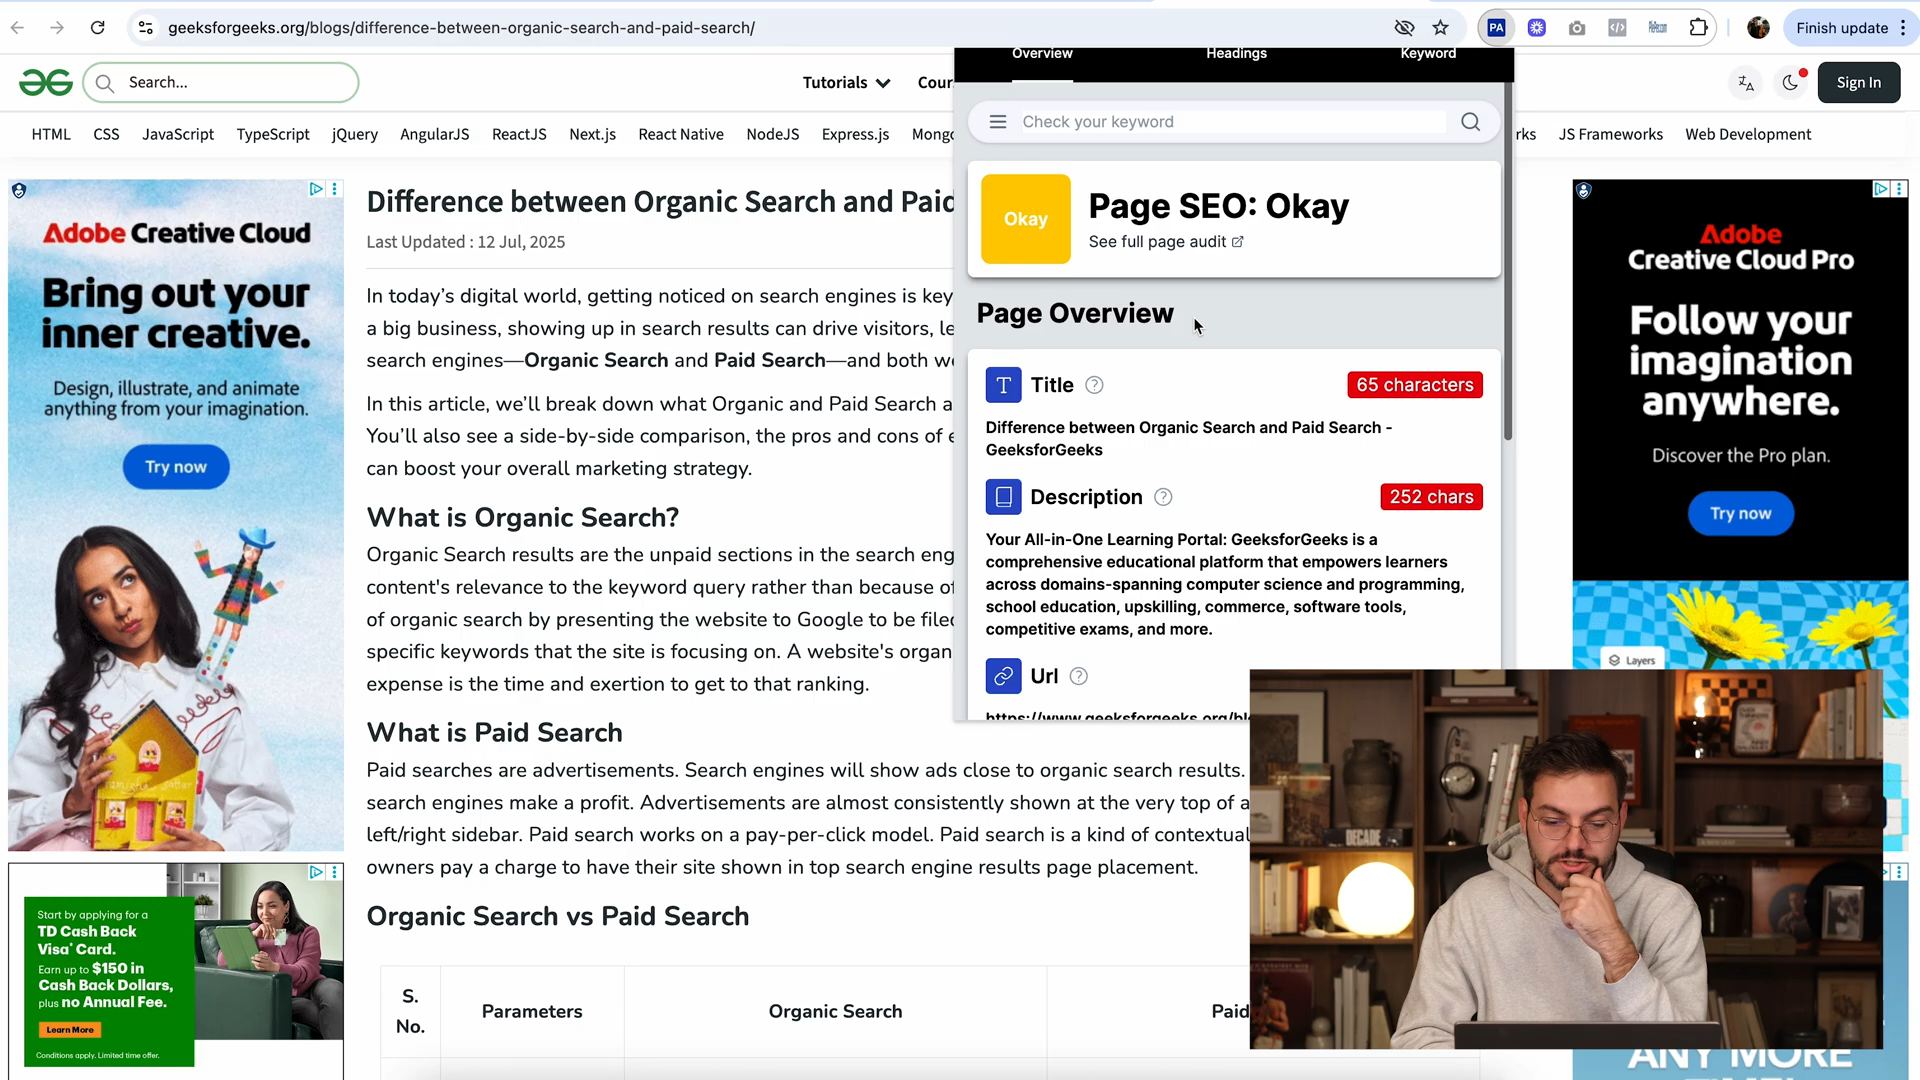 geeksforgeeks.org/blogs/difference-between-organic-search-and-paid-search/
PA
Finish update
Search...
Tutorials
Cour
Sign In
HTML
CSS
JavaScript
TypeScript
jQuery
AngularJS
ReactJS
Next.js
React Native
NodeJS
Express.js
Mong
rks
JS Frameworks
Web Development
Overview
Headings
Keyword
Check your keyword
Okay
Page SEO: Okay
See full page audit
Page Overview
Title
65 characters
Difference between Organic Search and Paid Search -
GeeksforGeeks
Description
252 chars
Your All-in-One Learning Portal: GeeksforGeeks is a
comprehensive educational platform that empowers learners
across domains-spanning computer science and programming,
school education, upskilling, commerce, software tools,
competitive exams, and more.
Url
https://www.geeksforgeeks.org/bl
Adobe Creative Cloud
Bring out your
inner creative.
Design, illustrate, and animate
anything from your imagination.
Try now
Start by applying for a
TD Cash Back
Visa* Card.
Earn up to $150 in
Cash Back Dollars,
plus no Annual Fee.
Learn More
Conditions apply. Limited time offer.
Difference between Organic Search and Paid
Last Updated : 12 Jul, 2025
In today's digital world, getting noticed on search engines is key
a big business, showing up in search results can drive visitors, le
search engines—Organic Search and Paid Search—and both w
In this article, we'll break down what Organic and Paid Search a
You'll also see a side-by-side comparison, the pros and cons of e
can boost your overall marketing strategy.
What is Organic Search?
Organic Search results are the unpaid sections in the search eng
content's relevance to the keyword query rather than because of
of organic search by presenting the website to Google to be filed
specific keywords that the site is focusing on. A website's organ
expense is the time and exertion to get to that ranking.
What is Paid Search
Paid searches are advertisements. Search engines will show ads close to organic search results.
search engines make a profit. Advertisements are almost consistently shown at the very top of a
left/right sidebar. Paid search works on a pay-per-click model. Paid search is a kind of contextual
owners pay a charge to have their site shown in top search engine results page placement.
Organic Search vs Paid Search
S.
No.
Parameters
Organic Search
Paid
Adobe
Creative Cloud Pro
Follow your
imagination
anywhere.
Discover the Pro plan.
Try now
Layers
DECADE
ANY MORE